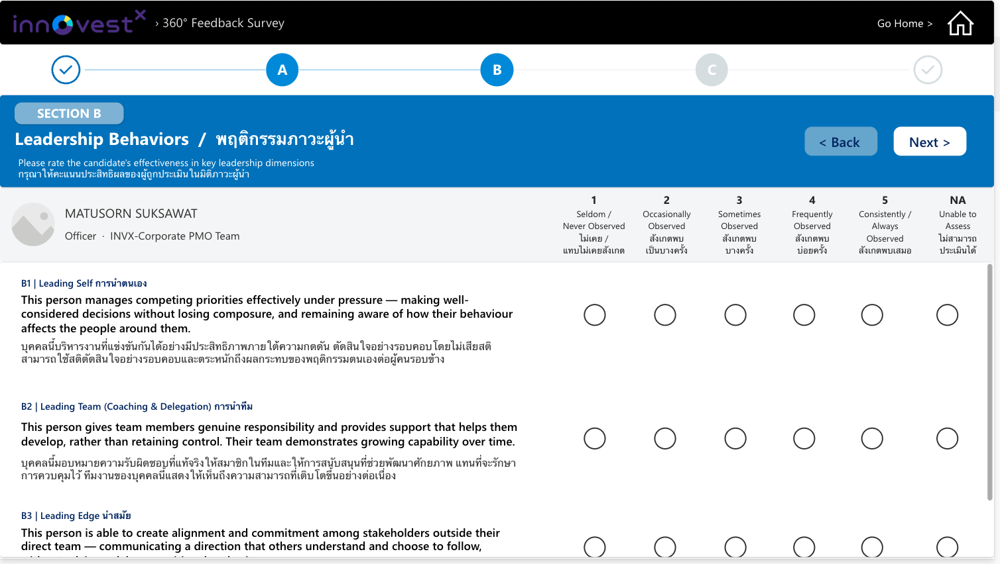 innovestx › 360° Feedback Survey
Go Home >
A
B
C
SECTION B
Leadership Behaviors / พฤติกรรมภาวะผู้นำ
Please rate the candidate's effectiveness in key leadership dimensions
กรุณาให้คะแนนประสิทธิผลของผู้ถูกประเมินในมิติภาวะผู้นำ
< Back
Next >
MATUSORN SUKSAWAT
Officer · INVX-Corporate PMO Team
1
Seldom /
Never Observed
ไม่เคย /
แทบไม่เคยสังเกต
2
Occasionally
Observed
สังเกตพบ
เป็นบางครั้ง
3
Sometimes
Observed
สังเกตพบ
บางครั้ง
4
Frequently
Observed
สังเกตพบ
บ่อยครั้ง
5
Consistently /
Always
Observed
สังเกตพบเสมอ
NA
Unable to
Assess
ไม่สามารถ
ประเมินได้
B1 | Leading Self การนำตนเอง
This person manages competing priorities effectively under pressure — making well-
considered decisions without losing composure, and remaining aware of how their behaviour
affects the people around them.
บุคคลนี้บริหารงานที่แข่งขันกันได้อย่างมีประสิทธิภาพภายใต้ความกดดัน ตัดสินใจอย่างรอบคอบโดยไม่เสียสติ
สามารถใช้สติตัดสินใจอย่างรอบคอบและตระหนักถึงผลกระทบของพฤติกรรมตนเองต่อผู้คนรอบข้าง
B2 | Leading Team (Coaching & Delegation) การนำทีม
This person gives team members genuine responsibility and provides support that helps them
develop, rather than retaining control. Their team demonstrates growing capability over time.
บุคคลนี้มอบหมายความรับผิดชอบที่แท้จริงให้สมาชิกในทีมและให้การสนับสนุนที่ช่วยพัฒนาศักยภาพ แทนที่จะรักษา
การควบคุมไว้ ทีมงานของบุคคลนี้แสดงให้เห็นถึงความสามารถที่เติบโตขึ้นอย่างต่อเนื่อง
B3 | Leading Edge นำสมัย
This person is able to create alignment and commitment among stakeholders outside their
direct team — communicating a direction that others understand and choose to follow,